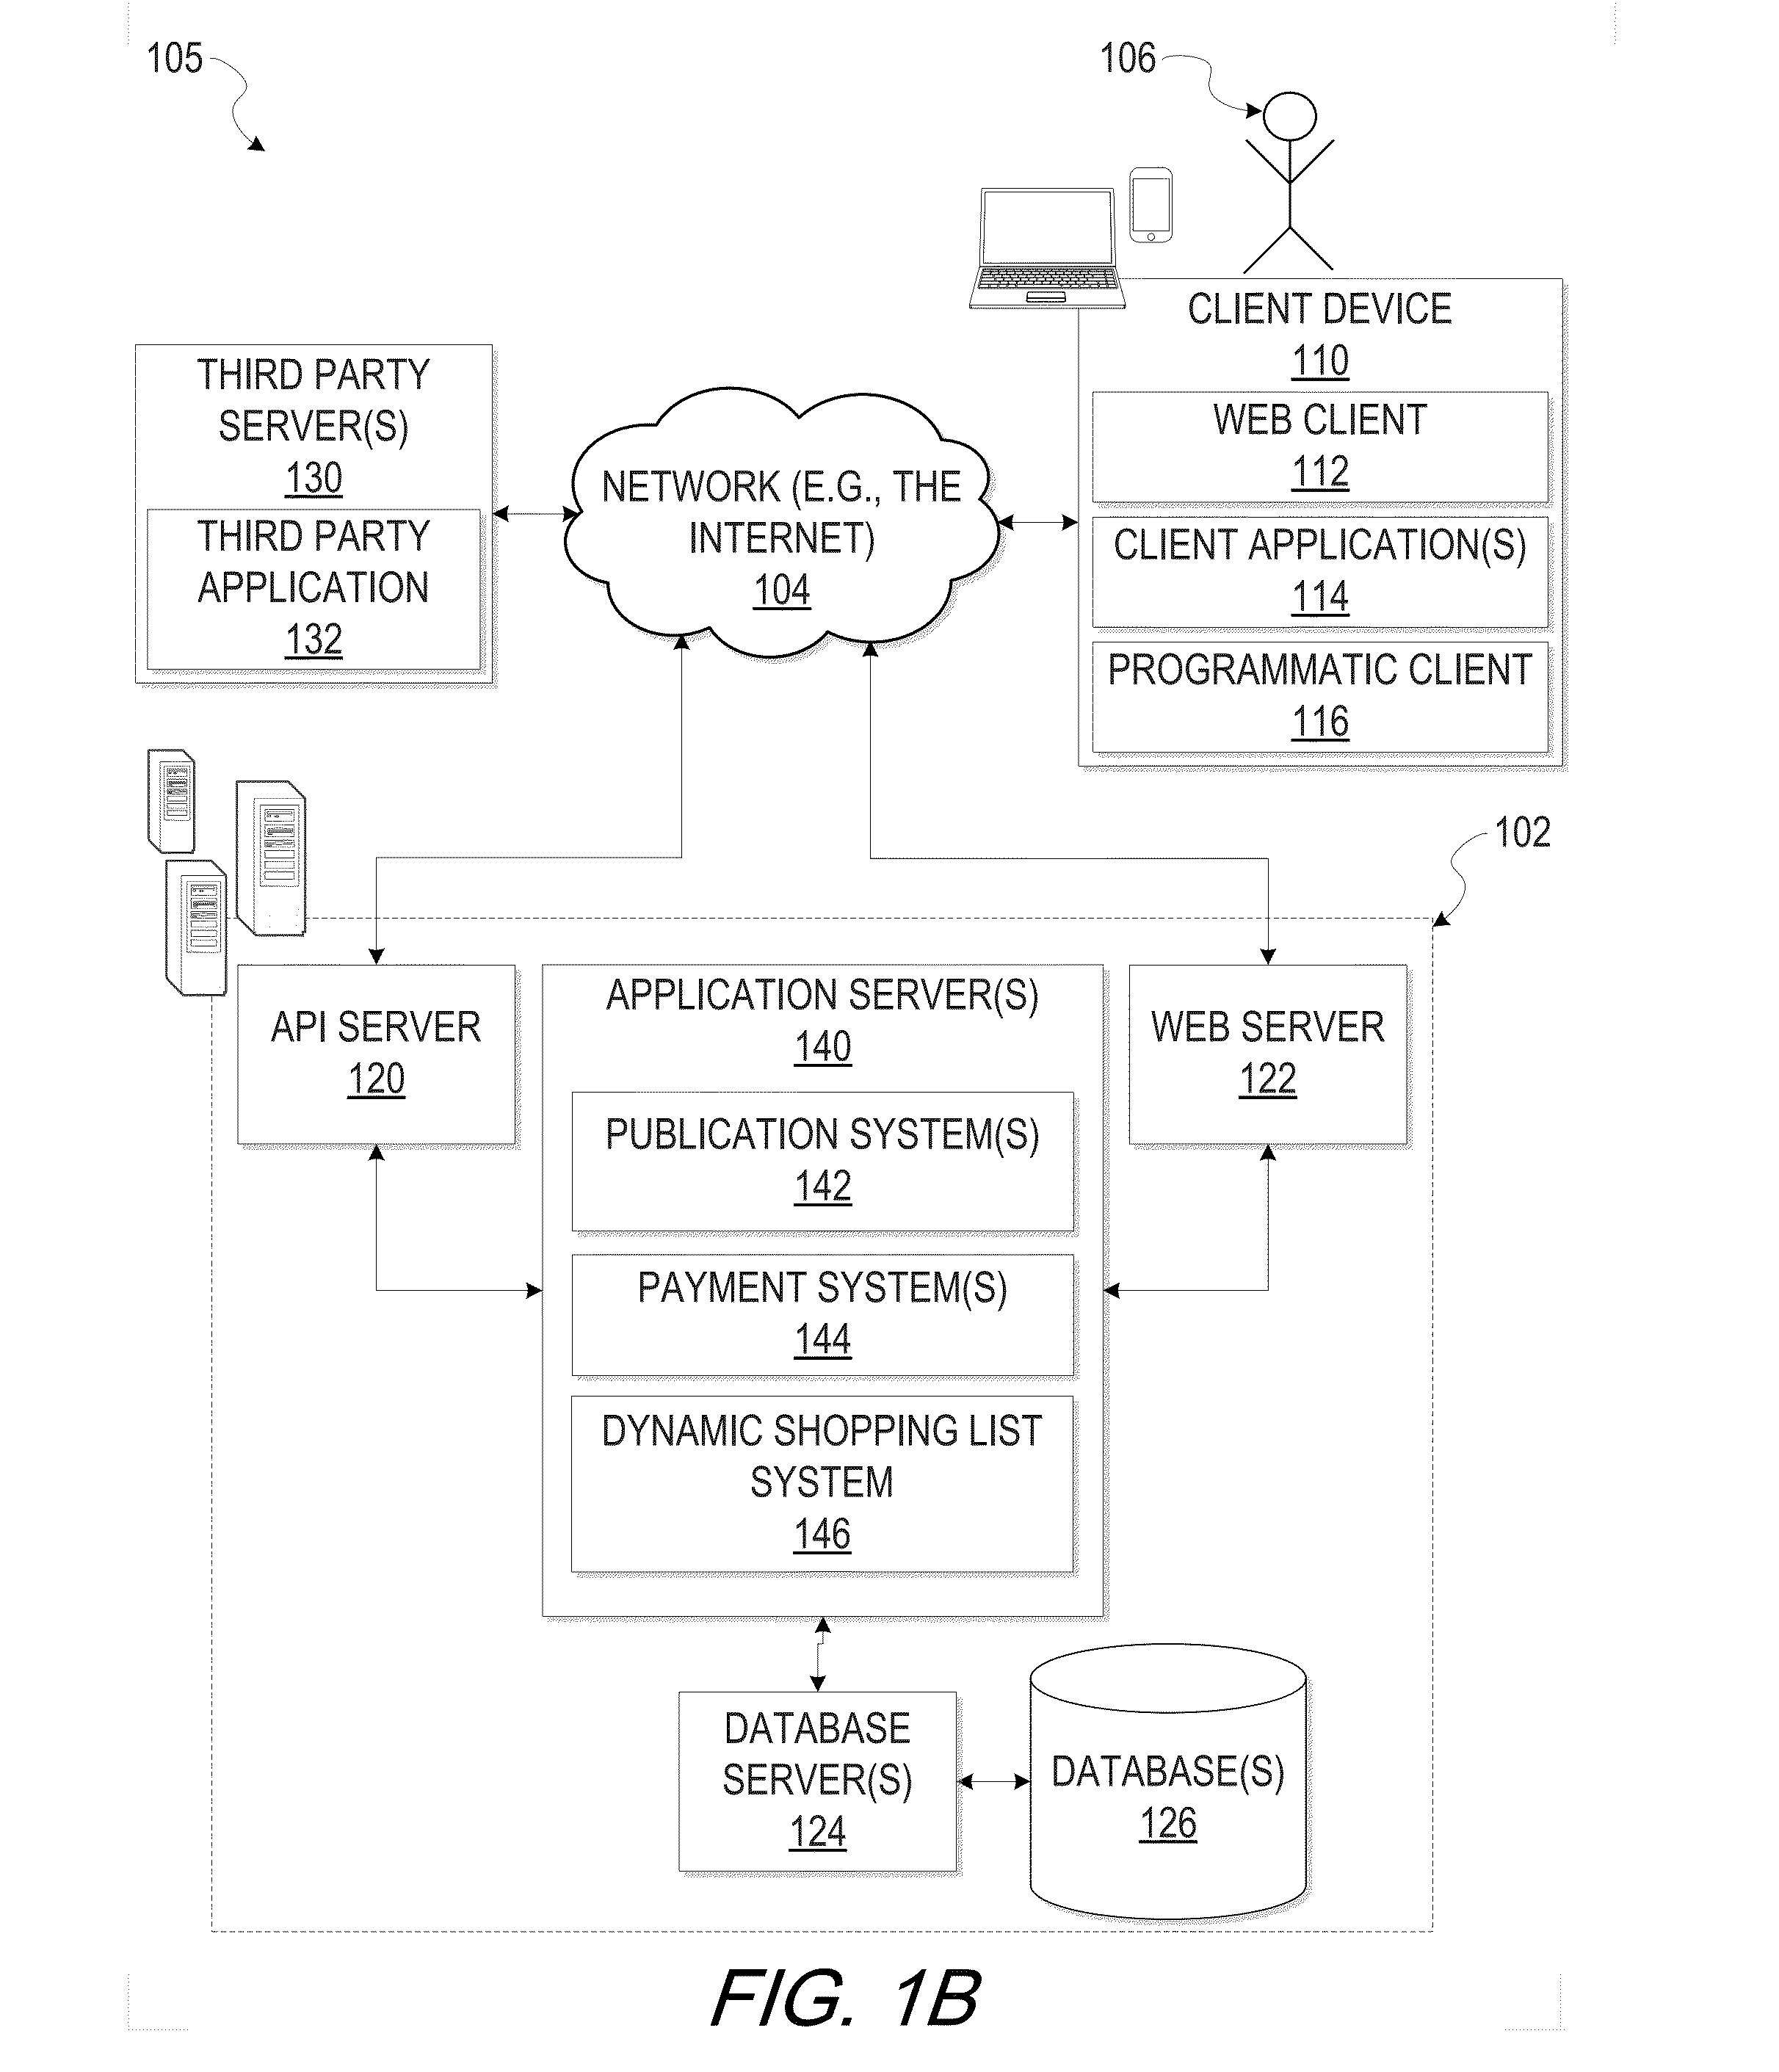 105
106
CLIENT DEVICE
110
WEB CLIENT
112
CLIENT APPLICATION(S)
114
PROGRAMMATIC CLIENT
116
THIRD PARTY
SERVER(S)
130
THIRD PARTY
APPLICATION
132
NETWORK (E.G., THE
INTERNET)
104
102
API SERVER
120
APPLICATION SERVER(S)
140
PUBLICATION SYSTEM(S)
142
PAYMENT SYSTEM(S)
144
DYNAMIC SHOPPING LIST
SYSTEM
146
WEB SERVER
122
DATABASE
SERVER(S)
124
DATABASE(S)
126
FIG. 1B